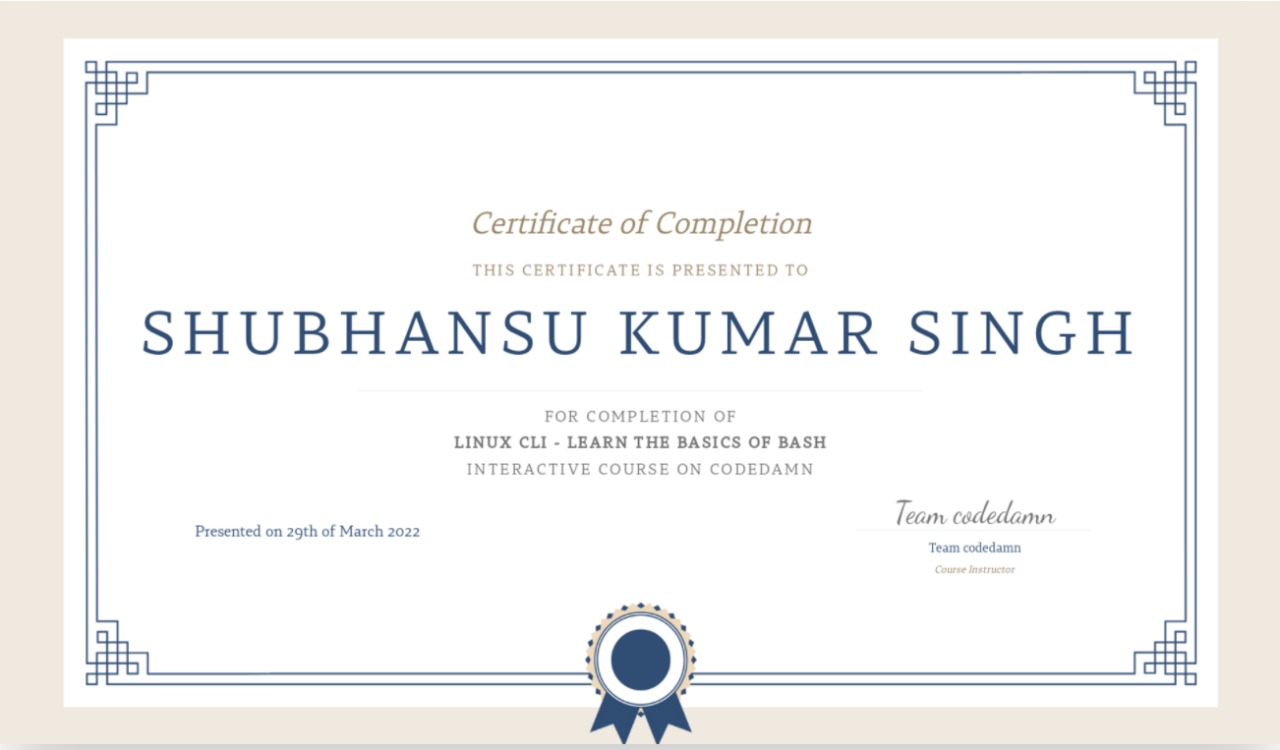 Certificate of Completion
THIS CERTIFICATE IS PRESENTED TO
SHUBHANSU KUMAR SINGH
FOR COMPLETION OF
LINUX CLI - LEARN THE BASICS OF BASH
INTERACTIVE COURSE ON CODEDAMN
Presented on 29th of March 2022
Team codedamn
Team codedamn
Course Instructor